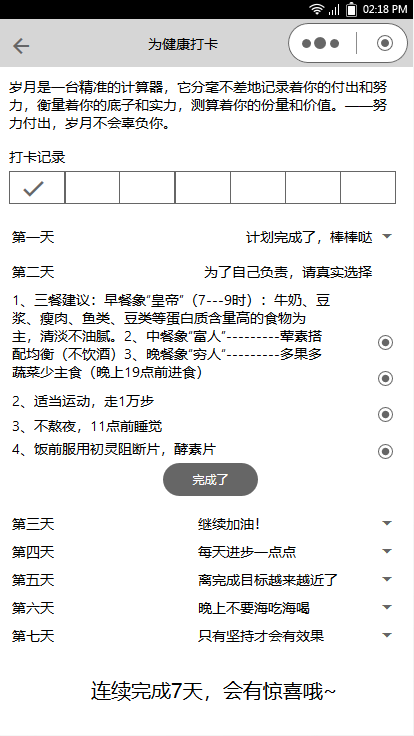 02:18 PM
为健康打卡
岁月是一台精准的计算器，它分毫不差地记录着你的付出和努
力，衡量着你的底子和实力，测算着你的份量和价值。——努
力付出，岁月不会辜负你。
打卡记录
第一天 计划完成了，棒棒哒
第二天 为了自己负责，请真实选择
1、三餐建议：早餐象“皇帝”（7---9时）：牛奶、豆
浆、瘦肉、鱼类、豆类等蛋白质含量高的食物为
主，清淡不油腻。2、中餐象“富人”---------荤素搭
配均衡（不饮酒）3、晚餐象“穷人”---------多果多
蔬菜少主食（晚上19点前进食）
2、适当运动，走1万步
3、不熬夜，11点前睡觉
4、饭前服用初灵阻断片，酵素片
完成了
第三天 继续加油！
第四天 每天进步一点点
第五天 离完成目标越来越近了
第六天 晚上不要海吃海喝
第七天 只有坚持才会有效果
连续完成7天，会有惊喜哦~